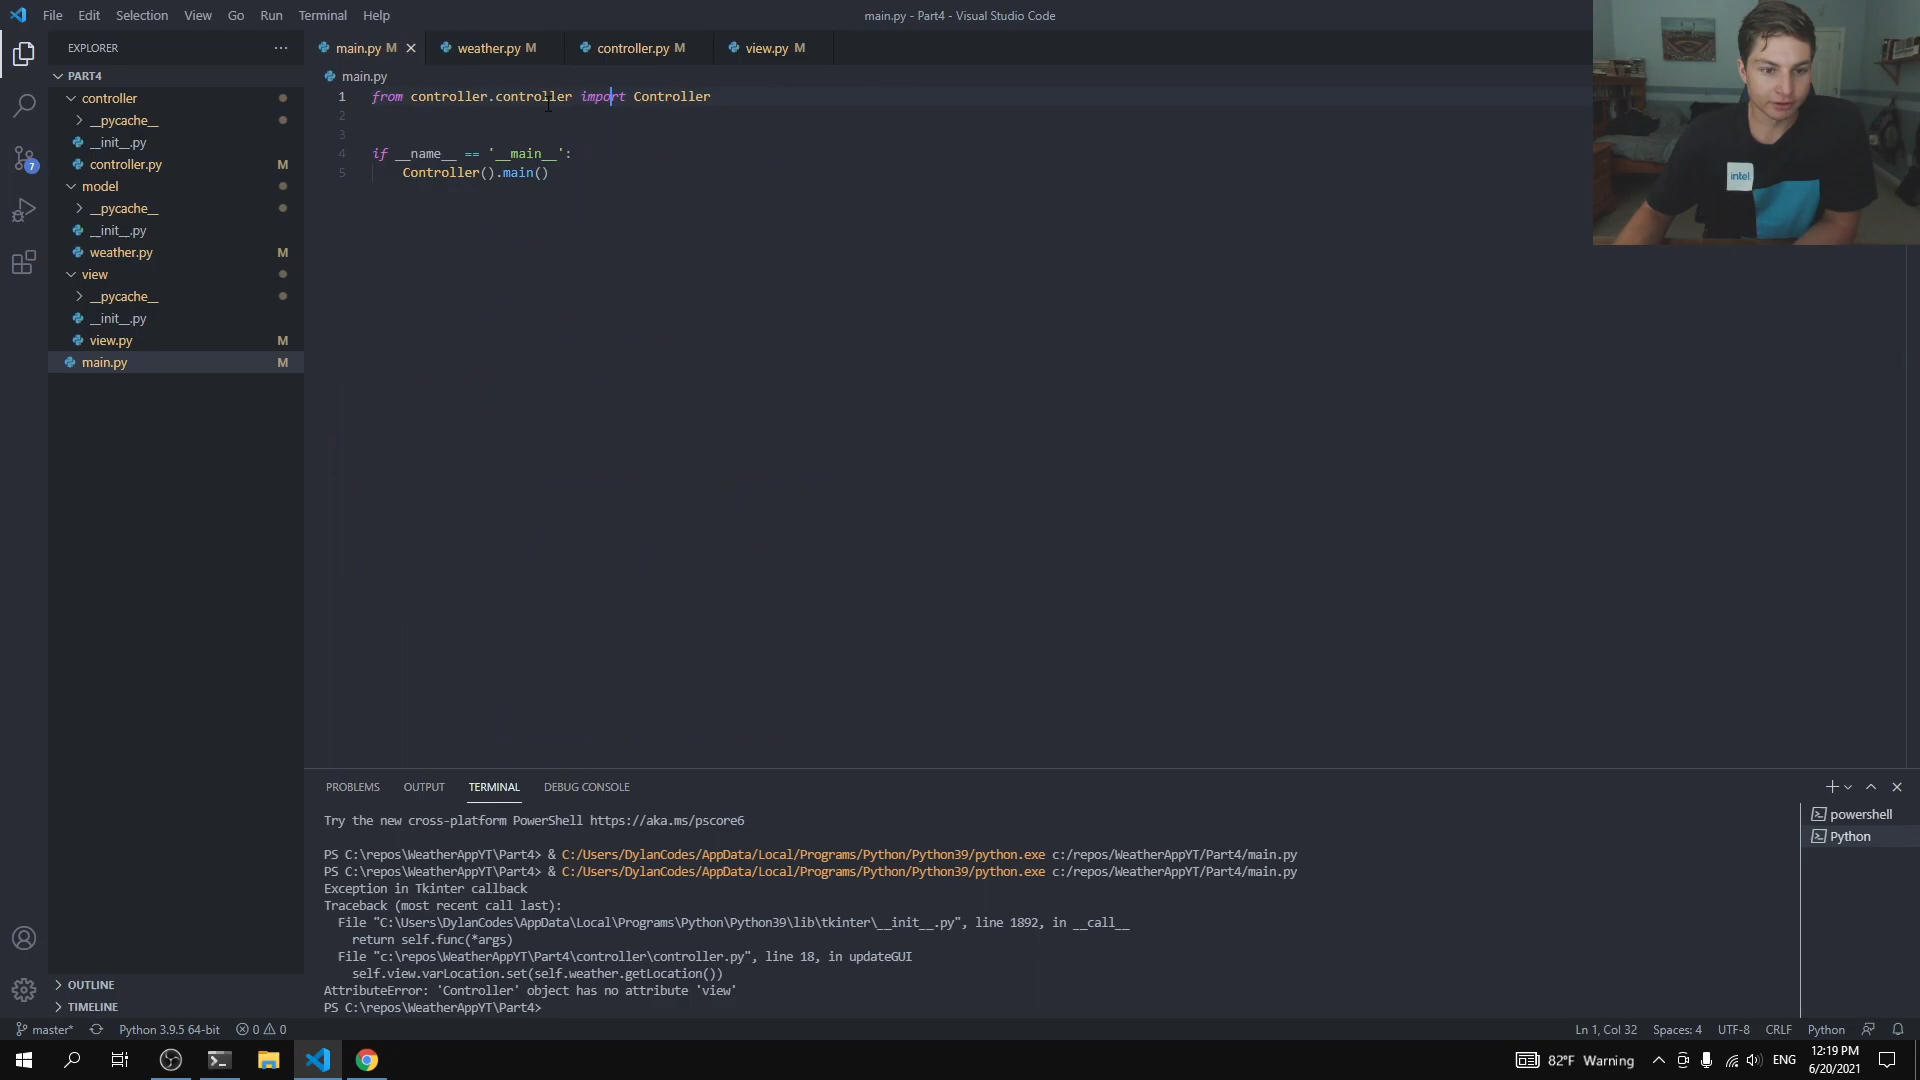 File Edit Selection View Go Run Terminal Help
main.py - Part4 - Visual Studio Code
EXPLORER
main.py M
weather.py M
controller.py M
view.py M
PART4
controller
__pycache__
__init__.py
controller.py M
model
__pycache__
__init__.py
weather.py M
view
__pycache__
__init__.py
view.py M
main.py M
OUTLINE
TIMELINE
7
main.py
1 from controller.controller import Controller
2
3
4 if __name__ == '__main__':
5 Controller().main()
intel
PROBLEMS OUTPUT TERMINAL DEBUG CONSOLE
Try the new cross-platform PowerShell https://aka.ms/pscore6
PS C:\repos\WeatherAppYT\Part4> & C:/Users/DylanCodes/AppData/Local/Programs/Python/Python39/python.exe c:/repos/WeatherAppYT/Part4/main.py
PS C:\repos\WeatherAppYT\Part4> & C:/Users/DylanCodes/AppData/Local/Programs/Python/Python39/python.exe c:/repos/WeatherAppYT/Part4/main.py
Exception in Tkinter callback
Traceback (most recent call last):
File "C:\Users\DylanCodes\AppData\Local\Programs\Python\Python39\lib\tkinter\__init__.py", line 1892, in __call__
return self.func(*args)
File "c:\repos\WeatherAppYT\Part4\controller\controller.py", line 18, in updateGUI
self.view.varLocation.set(self.weather.getLocation())
AttributeError: 'Controller' object has no attribute 'view'
PS C:\repos\WeatherAppYT\Part4>
powershell
Python
master* Python 3.9.5 64-bit 0 0
Ln 1, Col 32 Spaces: 4 UTF-8 CRLF Python
82°F Warning
ENG
12:19 PM
6/20/2021